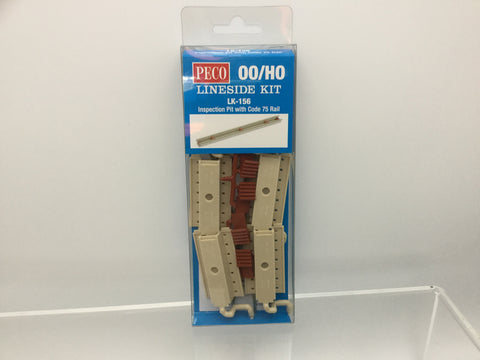 PECO OO/HO
LINESIDE KIT
LK-156
Inspection Pit with Code 75 Rail